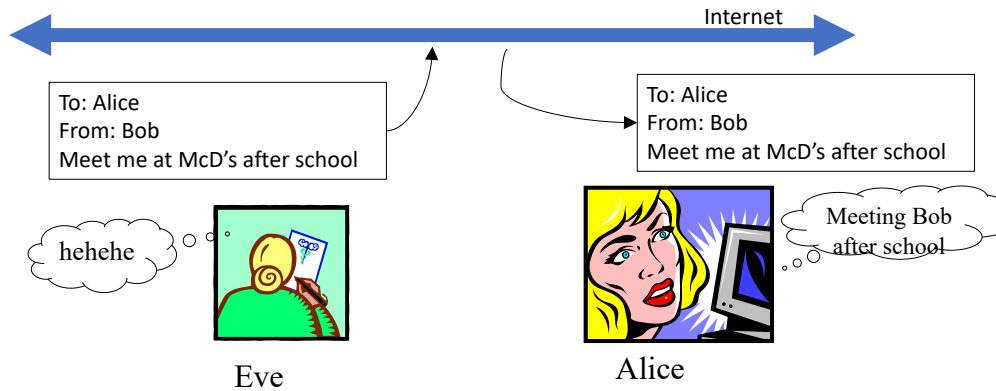 Internet
To: Alice
From: Bob
Meet me at McD's after school
To: Alice
From: Bob
Meet me at McD's after school
hehehe
Meeting Bob
after school
Eve
Alice